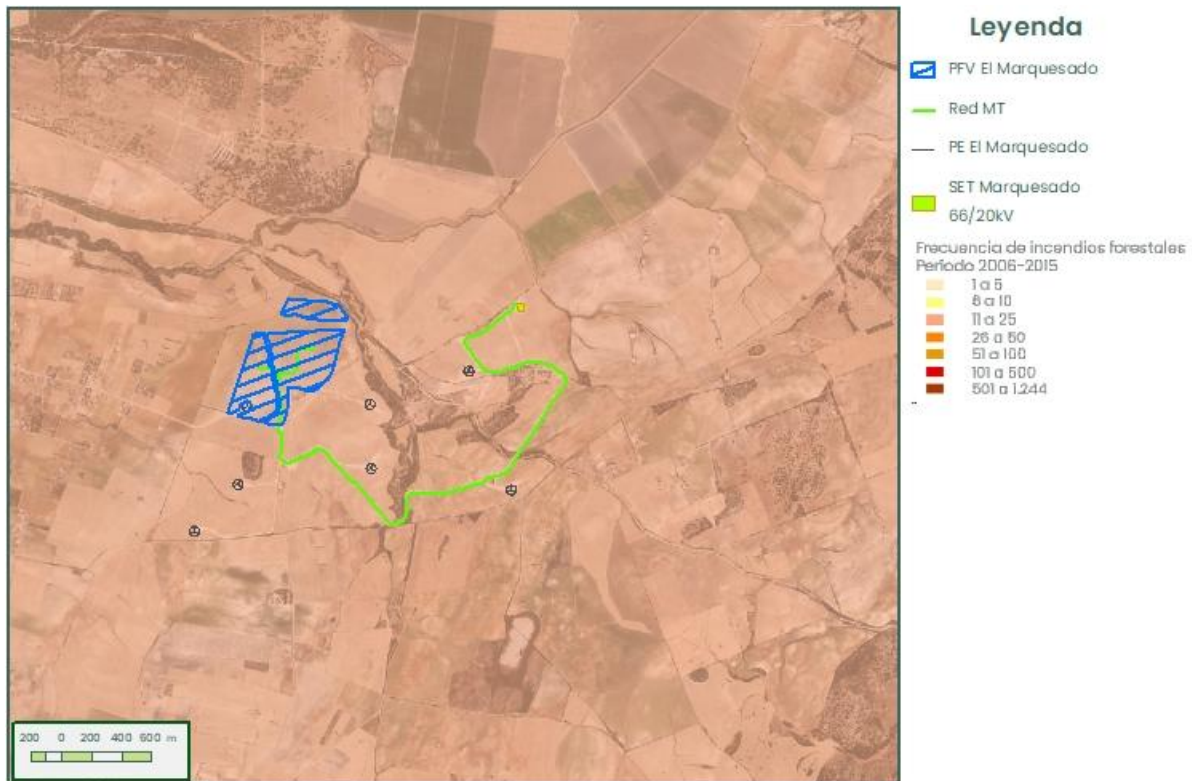 Leyenda
PFV El Marquesado
Red MT
PE El Marquesado
SET Marquesado
66/20kV
Frecuencia de incendios forestales
Período 2006-2015
1 a 5
6 a 10
11 a 25
26 a 50
51 a 100
101 a 500
501 a 1.244
200 0 200 400 600 m